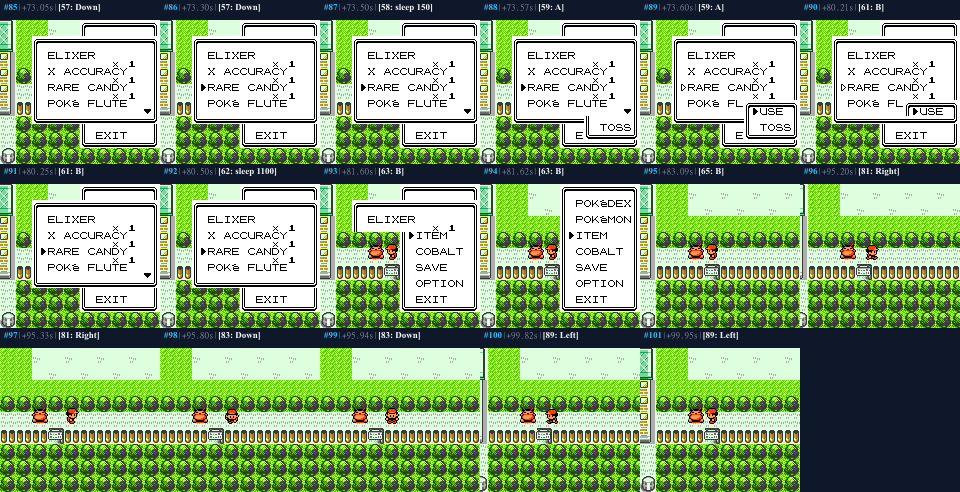 #85|+73.05s| [57: Down]
ELIXER
x 1
X ACCURACY
x 1
RARE CANDY
x 1
POKé FLUTE
EXIT
#86|+73.30s| [57: Down]
ELIXER
x 1
X ACCURACY
x 1
▶RARE CANDY
x 1
POKé FLUTE
EXIT
#87|+73.50s| [58: sleep 150]
ELIXER
x 1
X ACCURACY
x 1
▶RARE CANDY
x 1
POKé FLUTE
EXIT
#88|+73.57s| [59: A]
ELIXER
x 1
X ACCURACY
x 1
▶RARE CANDY
x 1
POKé FLUTE
TOSS
#89|+73.60s| [59: A]
ELIXER
x 1
X ACCURACY
x 1
▷RARE CANDY
x 1
POKé FL
▶USE
TOSS
E
#90|+80.21s| [61: B]
ELIXER
x 1
X ACCURACY
x 1
▷RARE CANDY
x 1
POKé FLUTE
▶USE
EXIT
#91|+80.25s| [61: B]
ELIXER
x 1
X ACCURACY
x 1
▶RARE CANDY
x 1
POKé FLUTE
EXIT
#92|+80.50s| [62: sleep 1100]
ELIXER
x 1
X ACCURACY
x 1
▶RARE CANDY
x 1
POKé FLUTE
EXIT
#93|+81.60s| [63: B]
ELIXER
x 1
▶ITEM
COBALT
SAVE
OPTION
EXIT
#94|+81.62s| [63: B]
POKéDEX
POKéMON
▶ITEM
COBALT
SAVE
OPTION
EXIT
#95|+83.09s| [65: B]
#96|+95.20s| [81: Right]
#97|+95.33s| [81: Right]
#98|+95.80s| [83: Down]
#99|+95.94s| [83: Down]
#100|+99.82s| [89: Left]
#101|+99.95s| [89: Left]